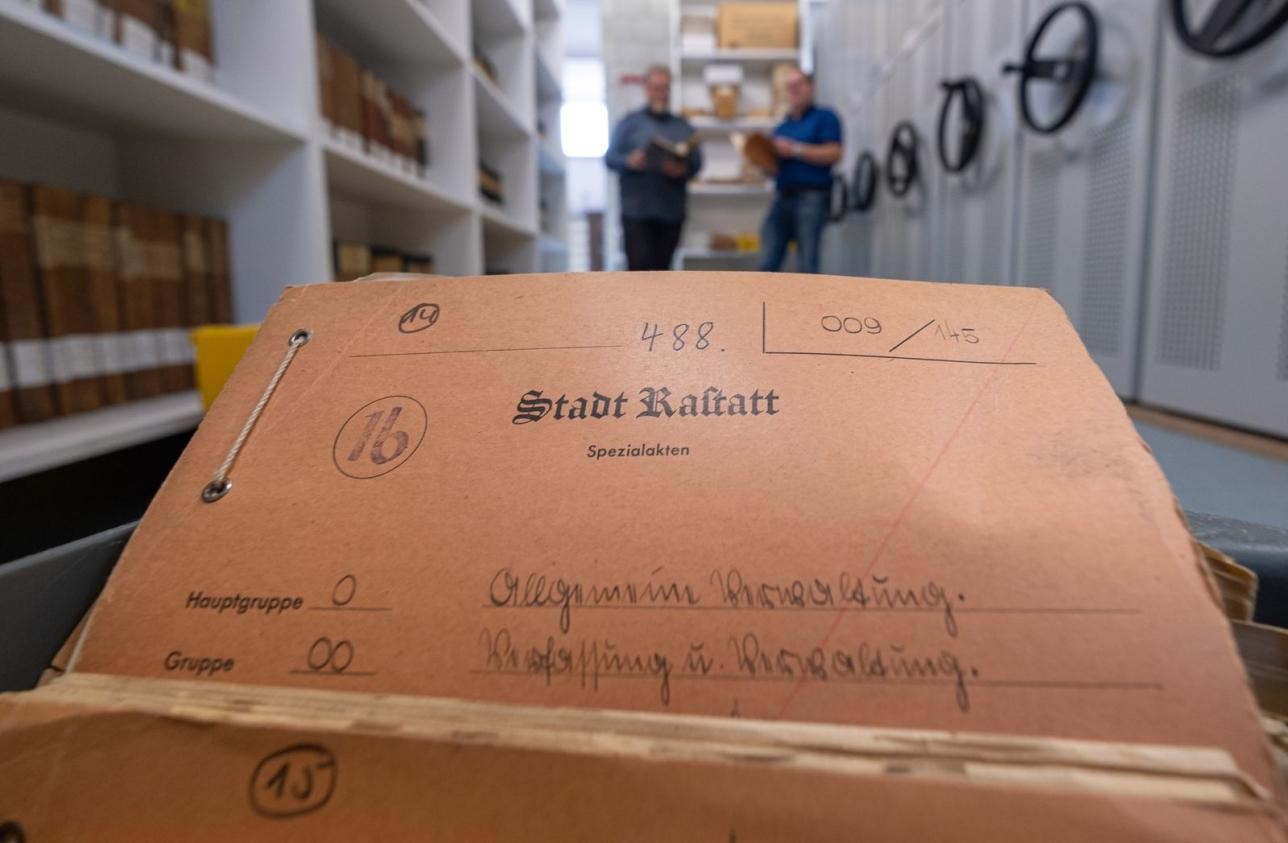 14 488. 009/145
Stadt Raſtatt
16
Spezialakten
Hauptgruppe 0 Allgemeine Verwaltung.
Gruppe 00 Verfassung u. Verwaltung.
15